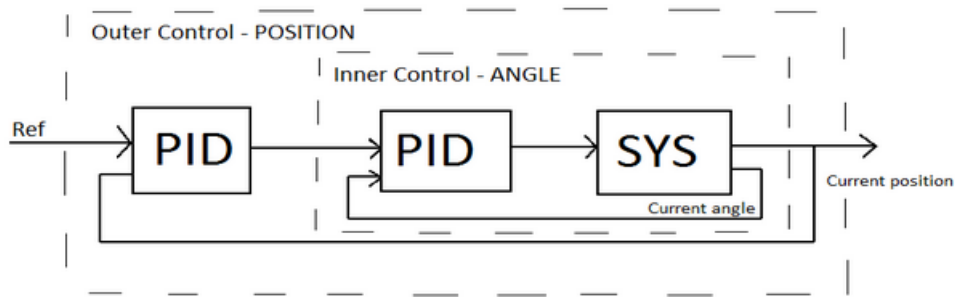 Outer Control - POSITION
Inner Control - ANGLE
Ref
PID
PID
SYS
Current position
Current angle